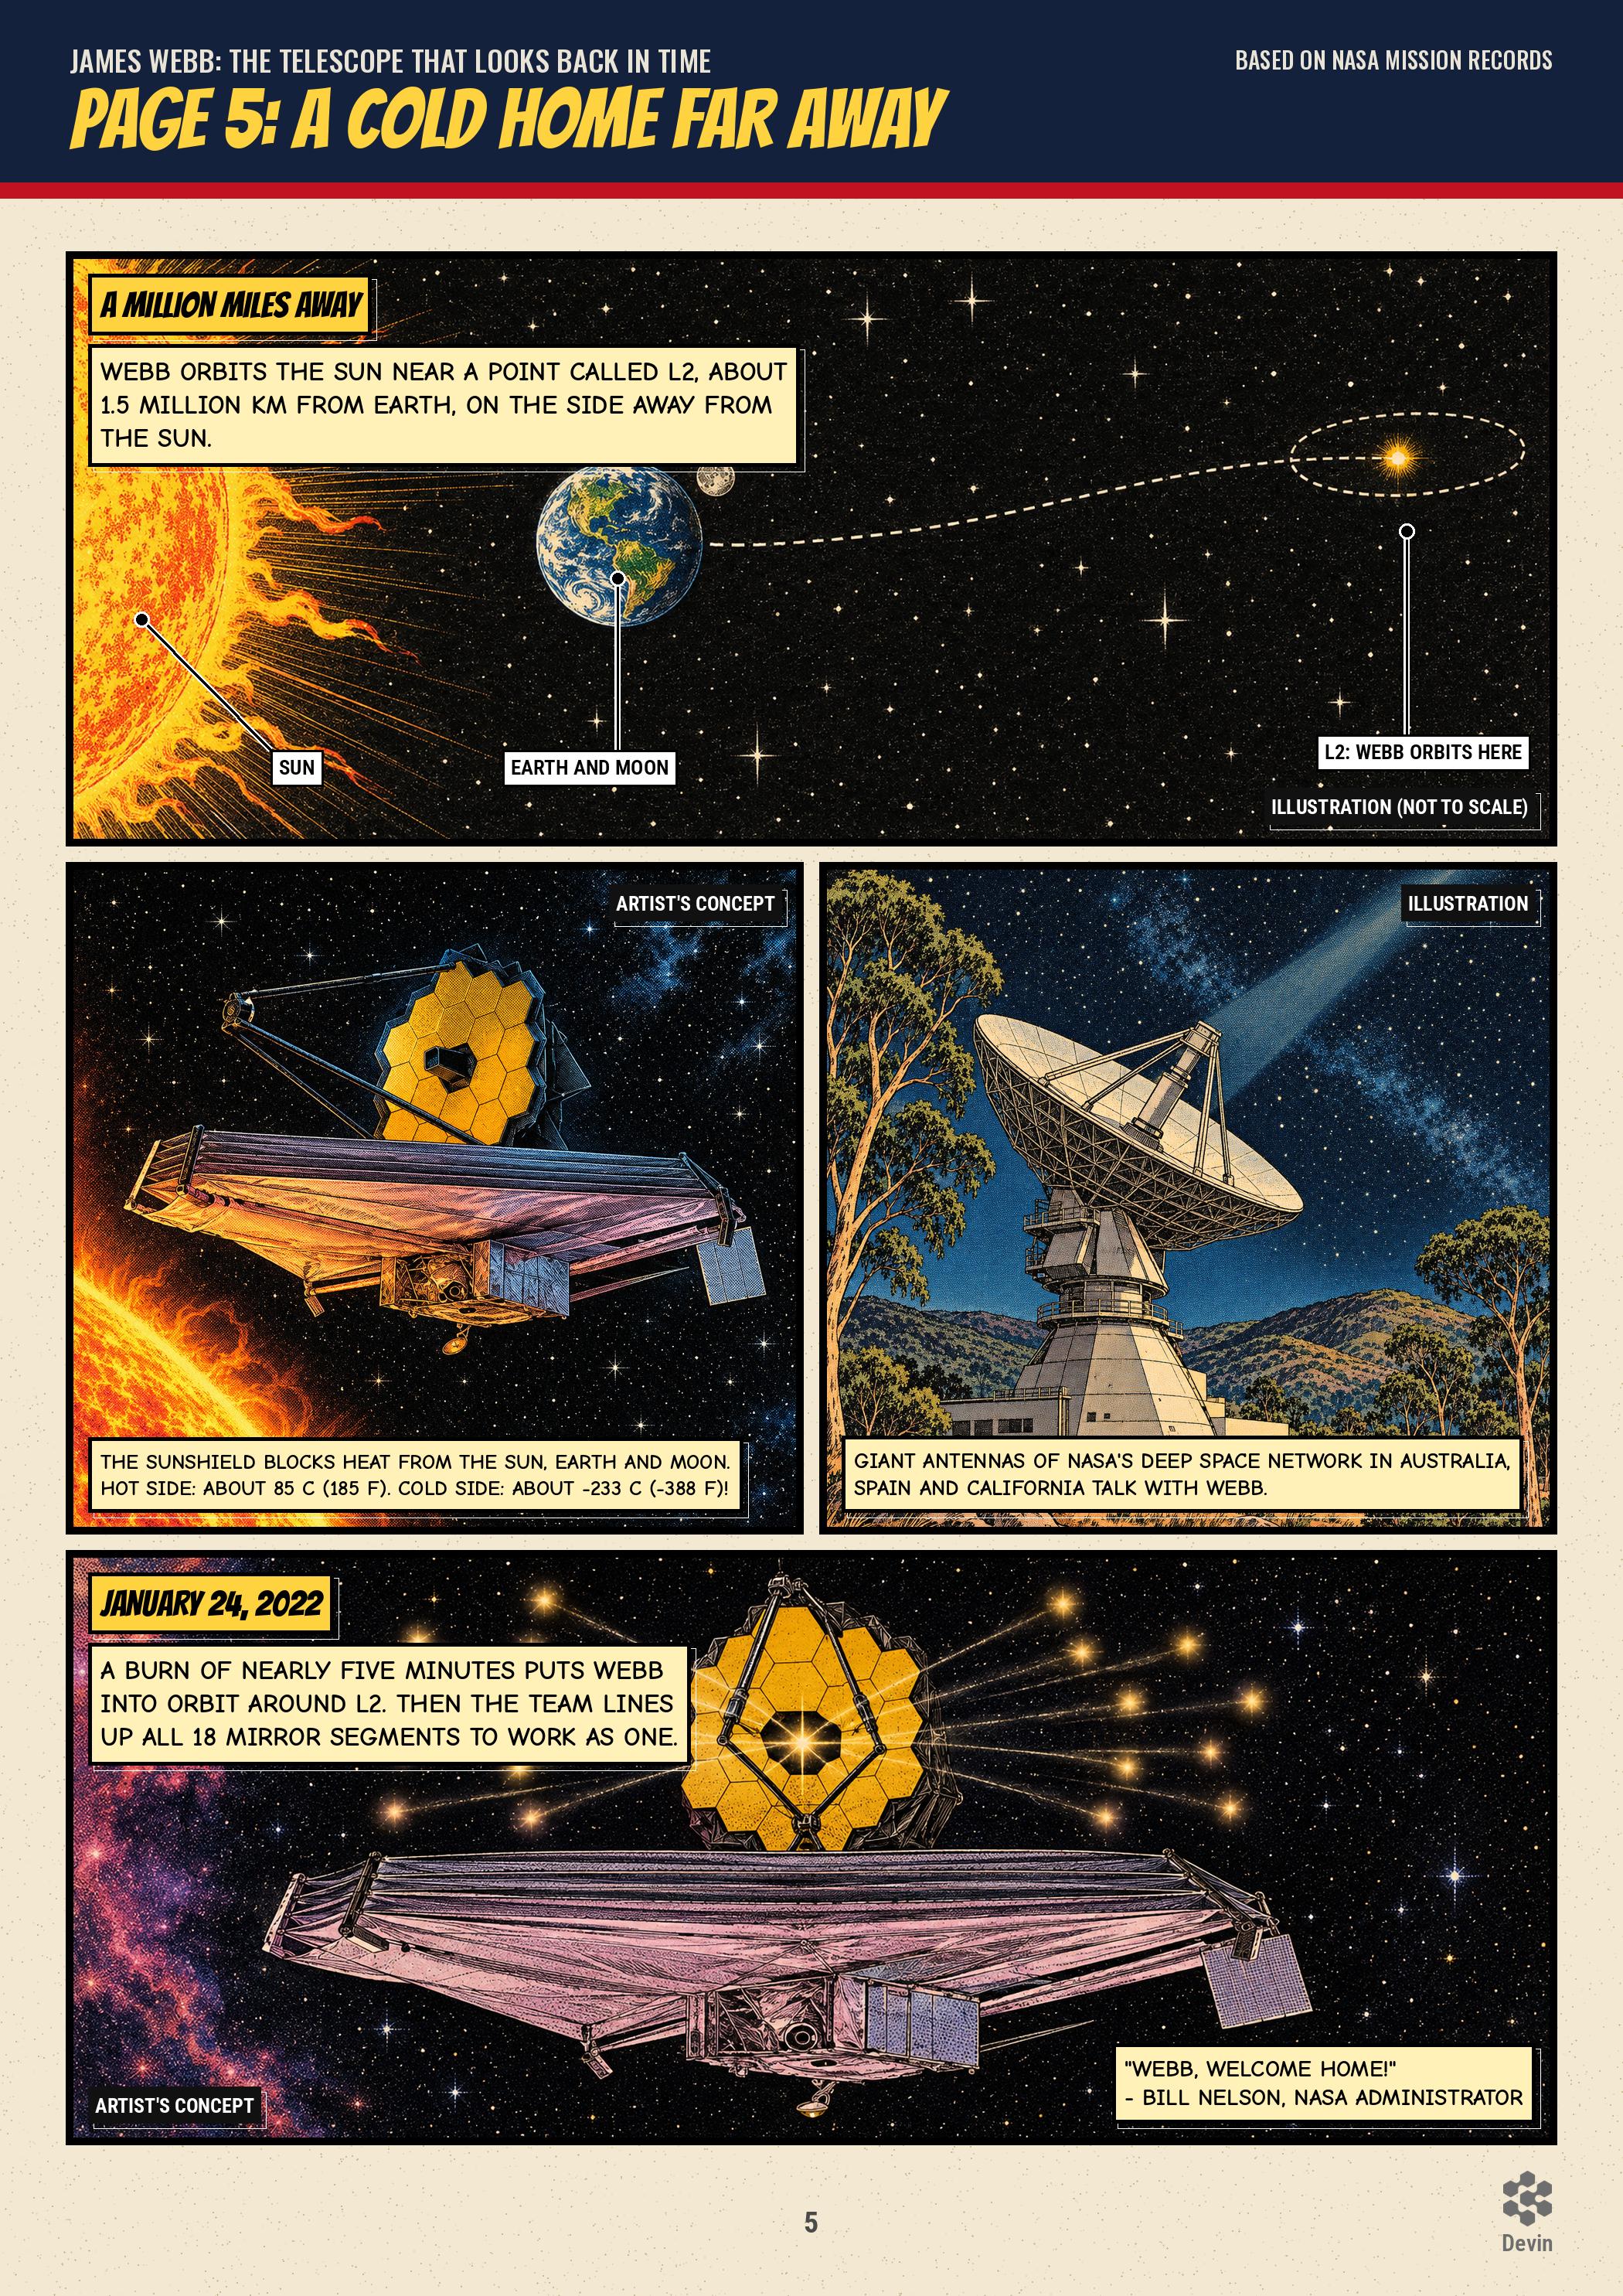 JAMES WEBB: THE TELESCOPE THAT LOOKS BACK IN TIME
BASED ON NASA MISSION RECORDS
PAGE 5: A COLD HOME FAR AWAY
A MILLION MILES AWAY
WEBB ORBITS THE SUN NEAR A POINT CALLED L2, ABOUT
1.5 MILLION KM FROM EARTH, ON THE SIDE AWAY FROM
THE SUN.
SUN
EARTH AND MOON
L2: WEBB ORBITS HERE
ILLUSTRATION (NOT TO SCALE)
ARTIST'S CONCEPT
THE SUNSHIELD BLOCKS HEAT FROM THE SUN, EARTH AND MOON.
HOT SIDE: ABOUT 85 C (185 F). COLD SIDE: ABOUT -233 C (-388 F)!
ILLUSTRATION
GIANT ANTENNAS OF NASA'S DEEP SPACE NETWORK IN AUSTRALIA,
SPAIN AND CALIFORNIA TALK WITH WEBB.
JANUARY 24, 2022
A BURN OF NEARLY FIVE MINUTES PUTS WEBB
INTO ORBIT AROUND L2. THEN THE TEAM LINES
UP ALL 18 MIRROR SEGMENTS TO WORK AS ONE.
ARTIST'S CONCEPT
"WEBB, WELCOME HOME!"
- BILL NELSON, NASA ADMINISTRATOR
5
Devin